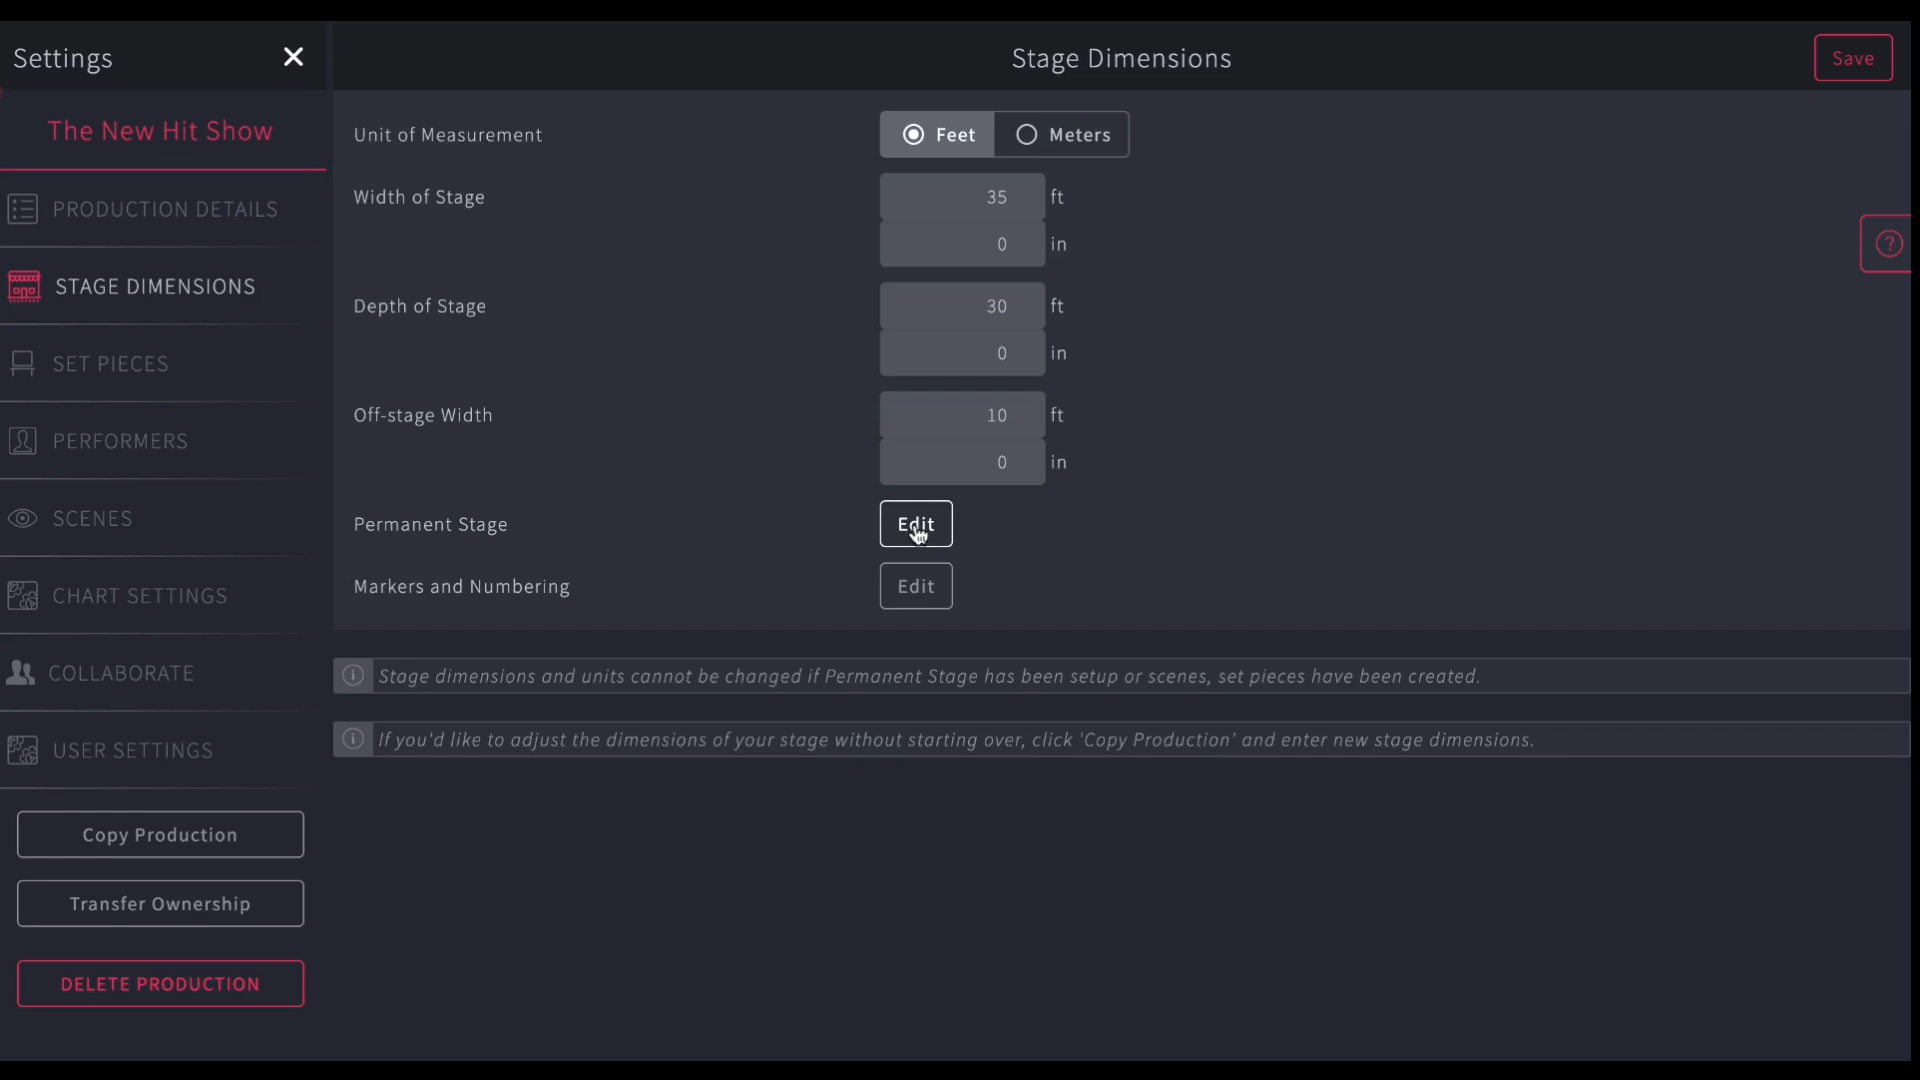 Settings
Stage Dimensions
Save
The New Hit Show
PRODUCTION DETAILS
STAGE DIMENSIONS
SET PIECES
PERFORMERS
SCENES
CHART SETTINGS
COLLABORATE
USER SETTINGS
Copy Production
Transfer Ownership
DELETE PRODUCTION
Unit of Measurement Feet Meters
Width of Stage 35 ft
0 in
Depth of Stage 30 ft
0 in
Off-stage Width 10 ft
0 in
Permanent Stage Edit
Markers and Numbering Edit
Stage dimensions and units cannot be changed if Permanent Stage has been setup or scenes, set pieces have been created.
If you'd like to adjust the dimensions of your stage without starting over, click 'Copy Production' and enter new stage dimensions.
?